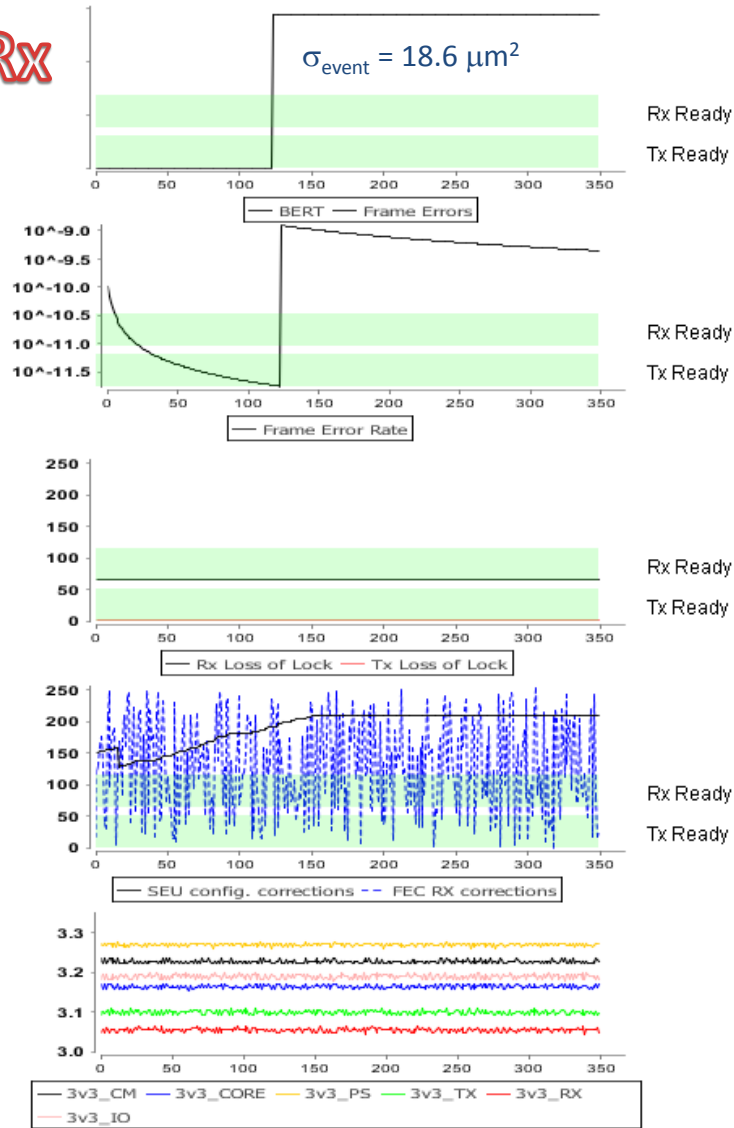 Rx
σevent = 18.6 μm²
Rx Ready
Tx Ready
0 50 100 150 200 250 300 350
— BERT — Frame Errors
10^-9.0
10^-9.5
10^-10.0
10^-10.5
10^-11.0
10^-11.5
Rx Ready
Tx Ready
0 50 100 150 200 250 300 350
— Frame Error Rate
250
200
150
100
50
0
Rx Ready
Tx Ready
0 50 100 150 200 250 300 350
— Rx Loss of Lock — Tx Loss of Lock
250
200
150
100
50
0
Rx Ready
Tx Ready
0 50 100 150 200 250 300 350
— SEU config. corrections -- FEC RX corrections
3.3
3.2
3.1
3.0
0 50 100 150 200 250 300 350
— 3v3_CM — 3v3_CORE — 3v3_PS — 3v3_TX — 3v3_RX
— 3v3_IO